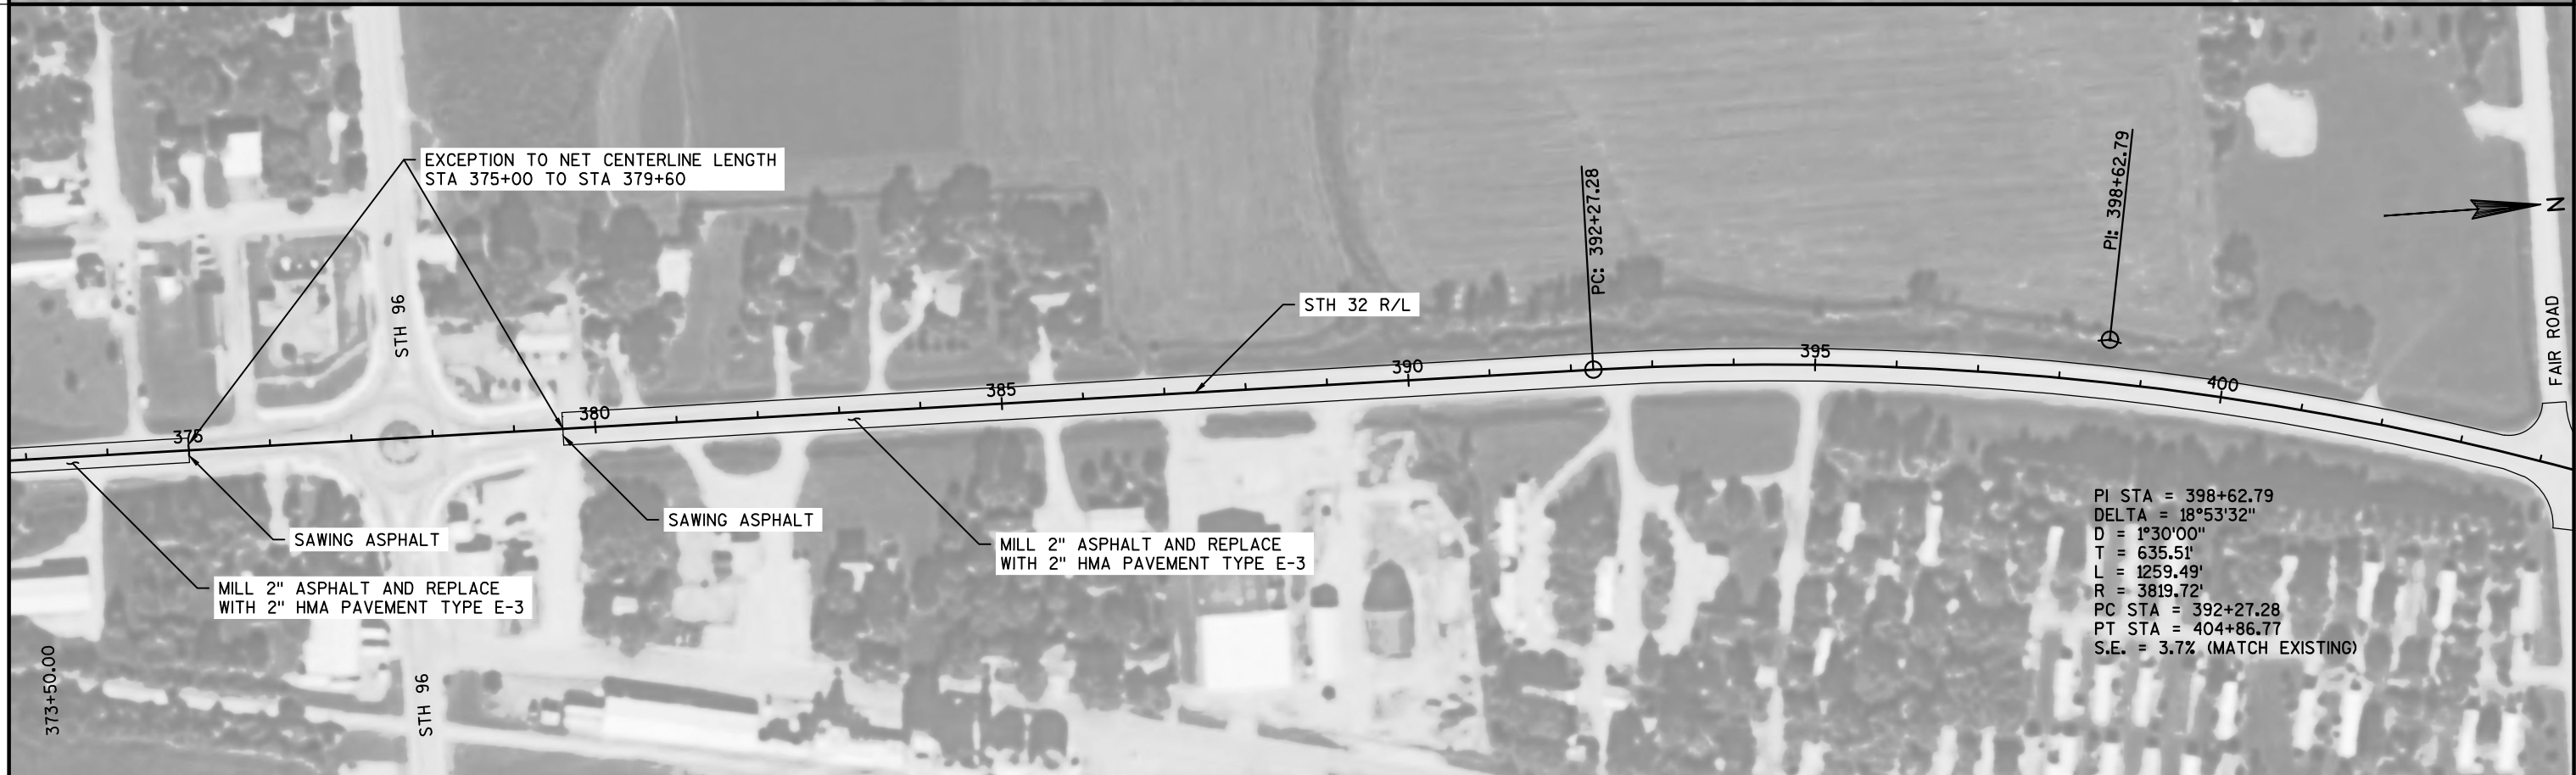 EXCEPTION TO NET CENTERLINE LENGTH
STA 375+00 TO STA 379+60
STH 96
375
380
385
390
395
400
STH 32 R/L
PC: 392+27.28
PI: 398+62.79
N
FAIR ROAD
SAWING ASPHALT
SAWING ASPHALT
MILL 2" ASPHALT AND REPLACE
WITH 2" HMA PAVEMENT TYPE E-3
MILL 2" ASPHALT AND REPLACE
WITH 2" HMA PAVEMENT TYPE E-3
373+50.00
STH 96
PI STA = 398+62.79
DELTA = 18°53'32"
D = 1°30'00"
T = 635.51'
L = 1259.49'
R = 3819.72'
PC STA = 392+27.28
PT STA = 404+86.77
S.E. = 3.7% (MATCH EXISTING)